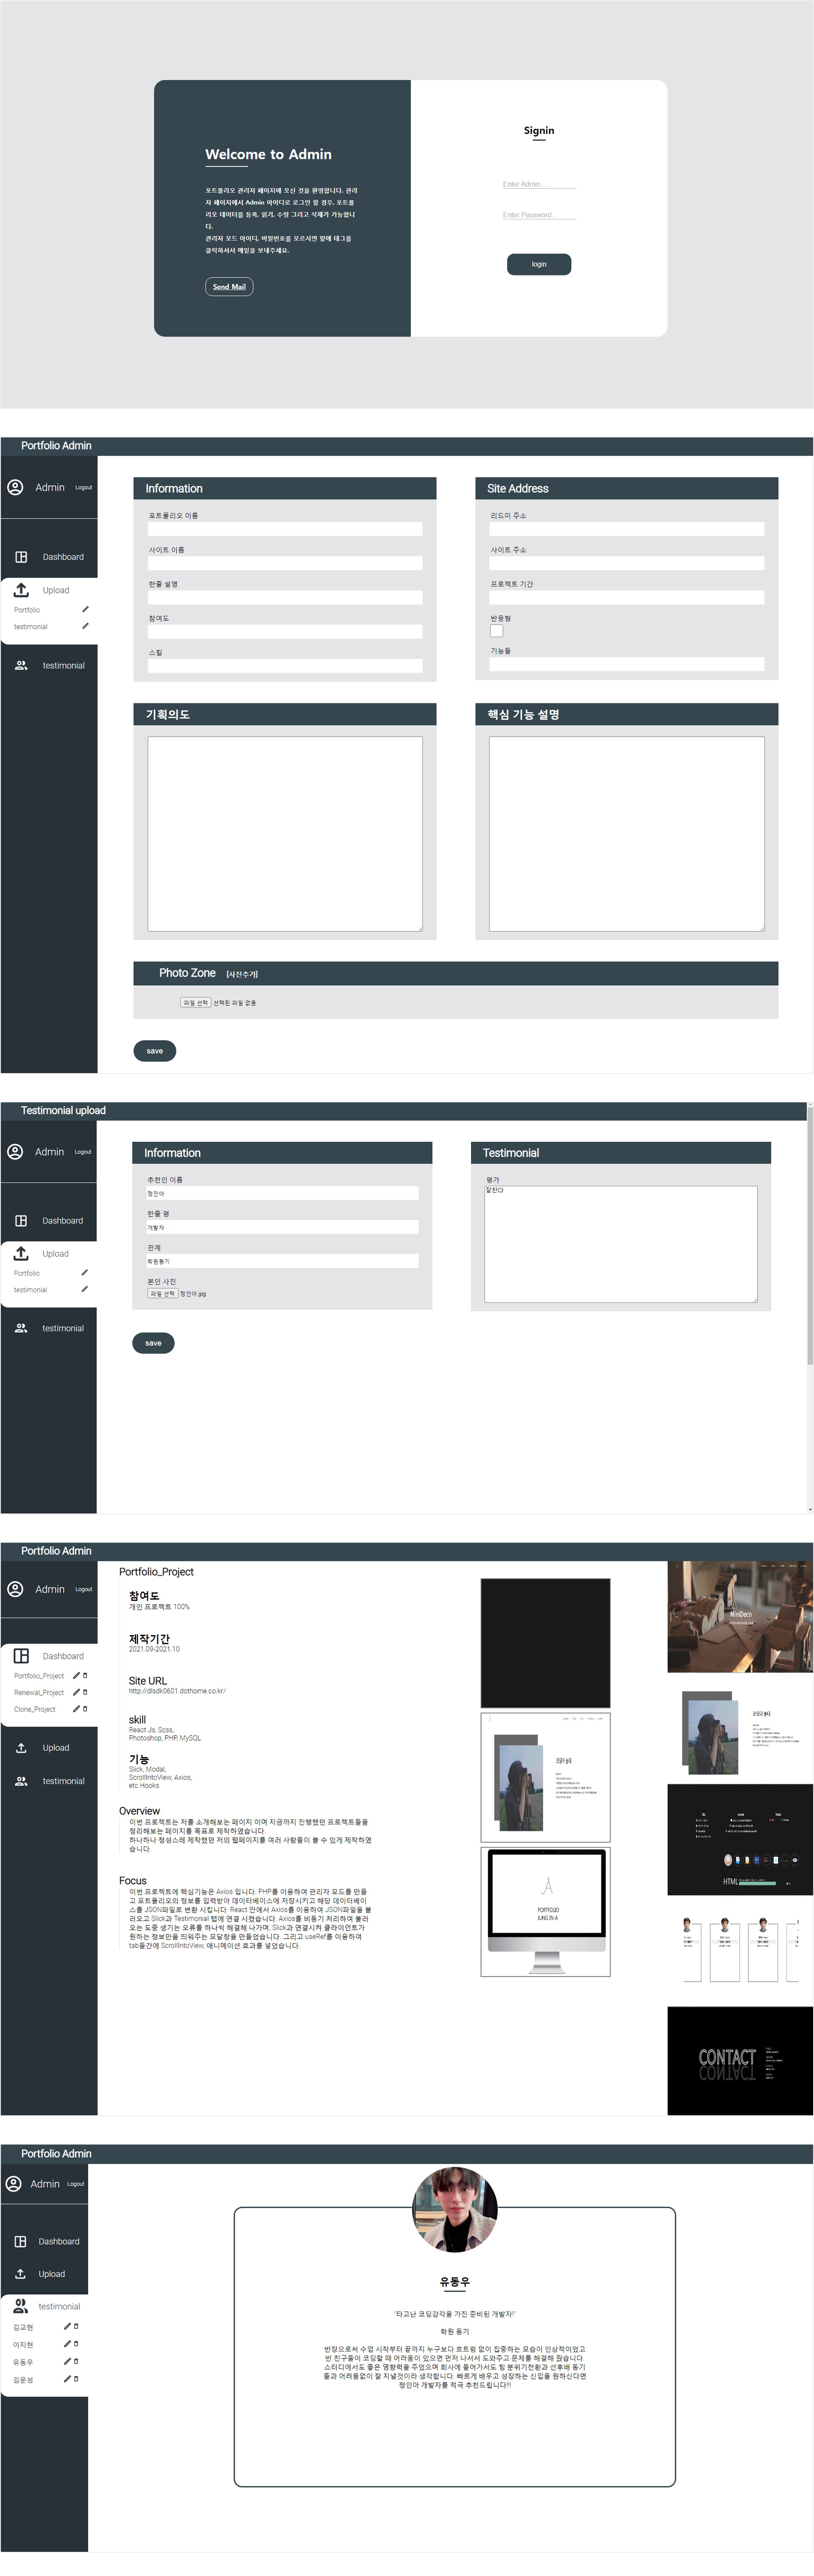 Welcome to Admin
포트폴리오 관리자 페이지에 오신 것을 환영합니다. 관리
자 페이지에서 Admin 아이디로 로그인 할 경우, 포트폴
리오 데이터를 등록, 읽기, 수정 그리고 삭제가 가능합니
다.
관리자 모드 아이디, 비밀번호를 모르시면 밑에 태그를
클릭하셔서 메일을 보내주세요.
Send Mail
Signin
Enter Admin...
Enter Password...
login
Portfolio Admin
Admin Logout
Dashboard
Upload
Portfolio
testimonial
testimonial
Information
포트폴리오 이름
사이트 이름
한줄 설명
참여도
스킬
Site Address
리드미 주소
사이트 주소
프로젝트 기간
반응형
기능들
기획의도
핵심 기능 설명
Photo Zone [사진추가]
파일 선택 선택된 파일 없음
save
Testimonial upload
Admin Logout
Dashboard
Upload
Portfolio
testimonial
testimonial
Information
추천인 이름
정인아
한줄 평
개발자
관계
학원동기
본인 사진
파일 선택 정인아.jpg
save
Testimonial
평가
잘한다
Portfolio Admin
Admin Logout
Dashboard
Portfolio_Project
Renewal_Project
Clone_Project
Upload
testimonial
Portfolio_Project
참여도
개인 프로젝트 100%
제작기간
2021.09-2021.10
Site URL
http://dlsdk0601.dothome.co.kr/
skill
React Js, Scss,
Photoshop, PHP, MySQL
기능
Slick, Modal,
ScrollIntoView, Axios,
etc Hooks
Overview
이번 프로젝트는 저를 소개해보는 페이지 이며 지금까지 진행했던 프로젝트들을
정리해보는 페이지를 목표로 제작하였습니다.
하나하나 정성스레 제작했던 저의 웹페이지를 여러 사람들이 볼 수 있게 제작하였
습니다.
Focus
이번 프로젝트에 핵심기능은 Axios 입니다. PHP를 이용하여 관리자 모드를 만들
고 포트폴리오의 정보를 입력받아 데이터베이스에 저장시키고 해당 데이터베이
스를 JSON파일로 변환 시킵니다. React 안에서 Axios를 이용하여 JSON파일을 불
러오고 Slick과 Testimonial 탭에 연결 시켰습니다. Axios를 비동기 처리하여 불러
오는 도중 생기는 오류를 하나씩 해결해 나가며, Slick과 연결시켜 클라이언트가
원하는 정보만을 띄워주는 모달창을 만들었습니다. 그리고 useRef를 이용하여
tab들간에 ScrollIntoView, 애니메이션 효과를 넣었습니다.
PORTFOLIO
JUNG IN A
MiniDeco
HTML
CONTACT
Portfolio Admin
Admin Logout
Dashboard
Upload
testimonial
김교현
이지현
유동우
김운성
유동우
"타고난 코딩감각을 가진 준비된 개발자!"
학원 동기
반장으로써 수업 시작부터 끝까지 누구보다 흐트럼 없이 집중하는 모습이 인상적이었고
반 친구들이 코딩할 때 어려움이 있으면 먼저 나서서 도와주고 문제를 해결해 줬습니다.
스터디에서도 좋은 영향력을 주었으며 회사에 들어가서도 팀 분위기전환과 선후배 동기
들과 어려움없이 잘 지낼것이라 생각합니다. 빠르게 배우고 성장하는 신입을 원하신다면
정인아 개발자를 적극 추천드립니다!!!